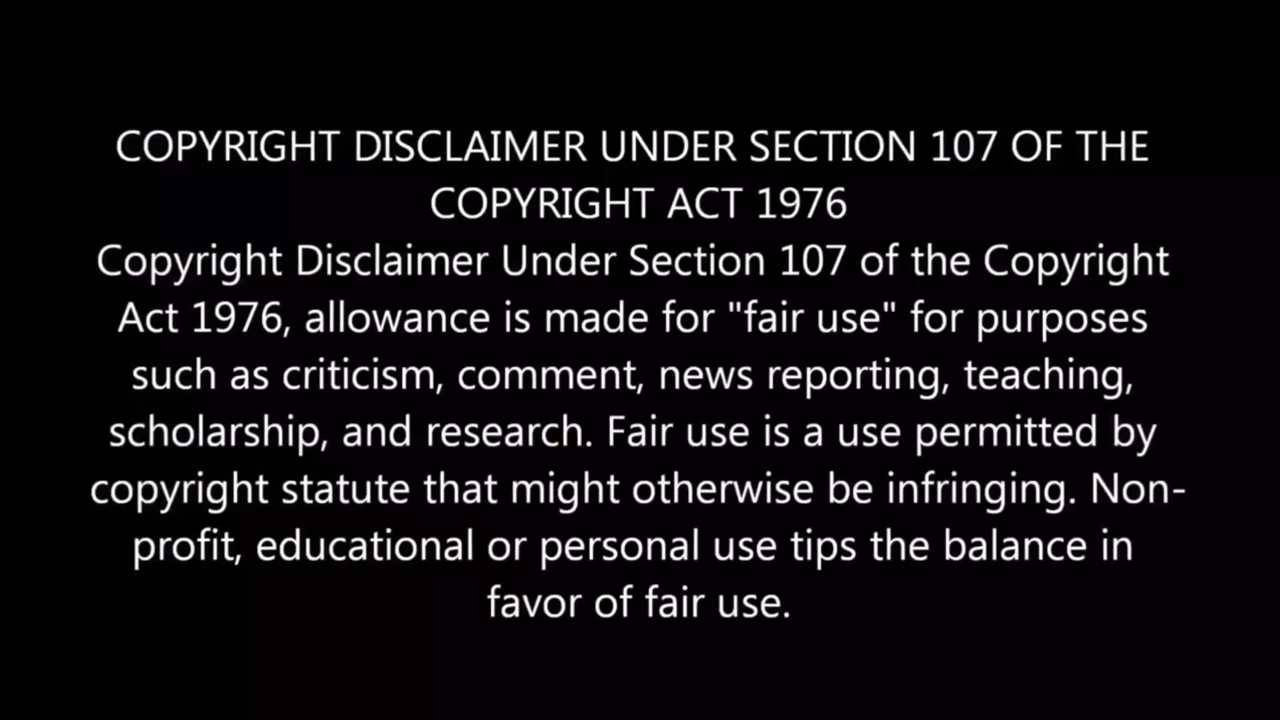 COPYRIGHT DISCLAIMER UNDER SECTION 107 OF THE
COPYRIGHT ACT 1976
Copyright Disclaimer Under Section 107 of the Copyright
Act 1976, allowance is made for "fair use" for purposes
such as criticism, comment, news reporting, teaching,
scholarship, and research. Fair use is a use permitted by
copyright statute that might otherwise be infringing. Non-
profit, educational or personal use tips the balance in
favor of fair use.